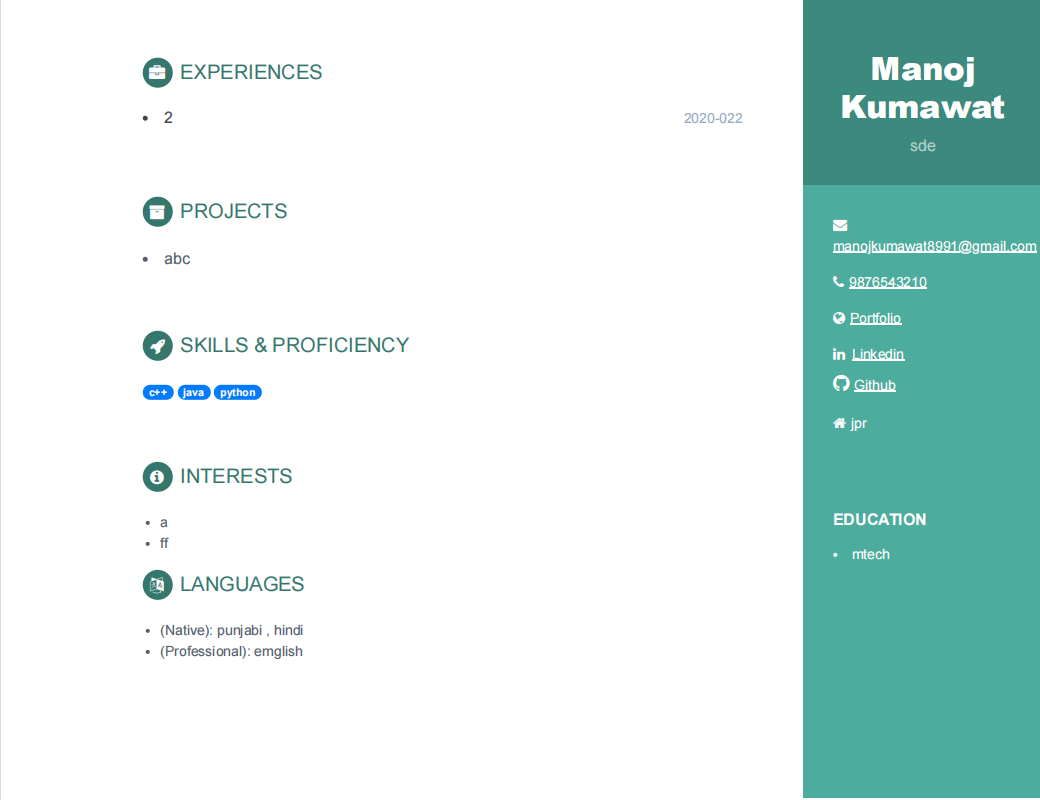 EXPERIENCES
2 2020-022
PROJECTS
abc
SKILLS & PROFICIENCY
c++ java python
INTERESTS
a
ff
LANGUAGES
(Native): punjabi , hindi
(Professional): emglish
Manoj
Kumawat
sde
manojkumawat8991@gmail.com
9876543210
Portfolio
Linkedin
Github
jpr
EDUCATION
mtech